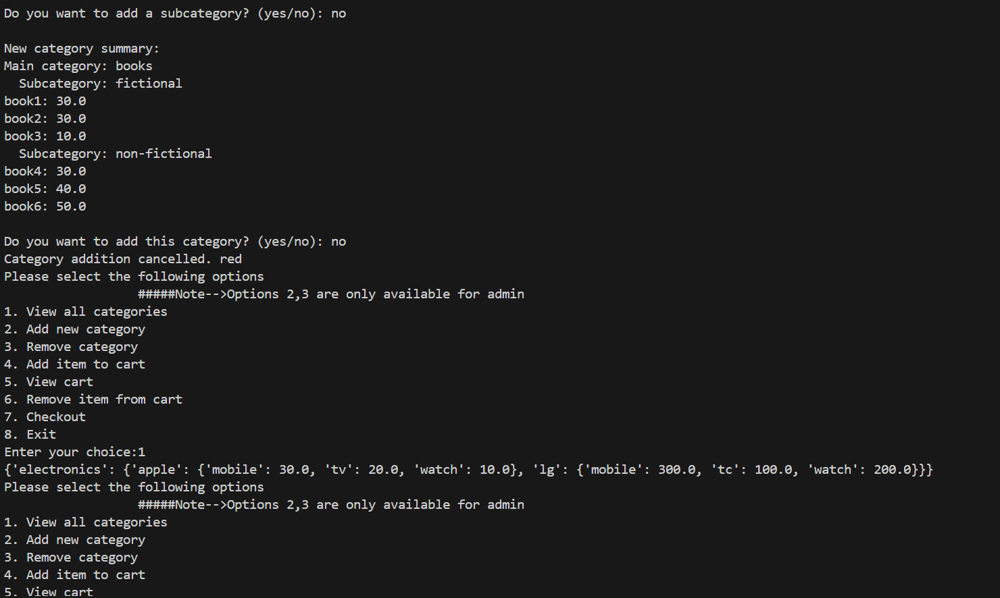 Do you want to add a subcategory? (yes/no): no
New category summary:
Main category: books
  Subcategory: fictional
book1: 30.0
book2: 30.0
book3: 10.0
  Subcategory: non-fictional
book4: 30.0
book5: 40.0
book6: 50.0
Do you want to add this category? (yes/no): no
Category addition cancelled. red
Please select the following options
                  #####Note-->Options 2,3 are only available for admin
1. View all categories
2. Add new category
3. Remove category
4. Add item to cart
5. View cart
6. Remove item from cart
7. Checkout
8. Exit
Enter your choice:1
{'electronics': {'apple': {'mobile': 30.0, 'tv': 20.0, 'watch': 10.0}, 'lg': {'mobile': 300.0, 'tc': 100.0, 'watch': 200.0}}}
Please select the following options
                  #####Note-->Options 2,3 are only available for admin
1. View all categories
2. Add new category
3. Remove category
4. Add item to cart
5. View cart